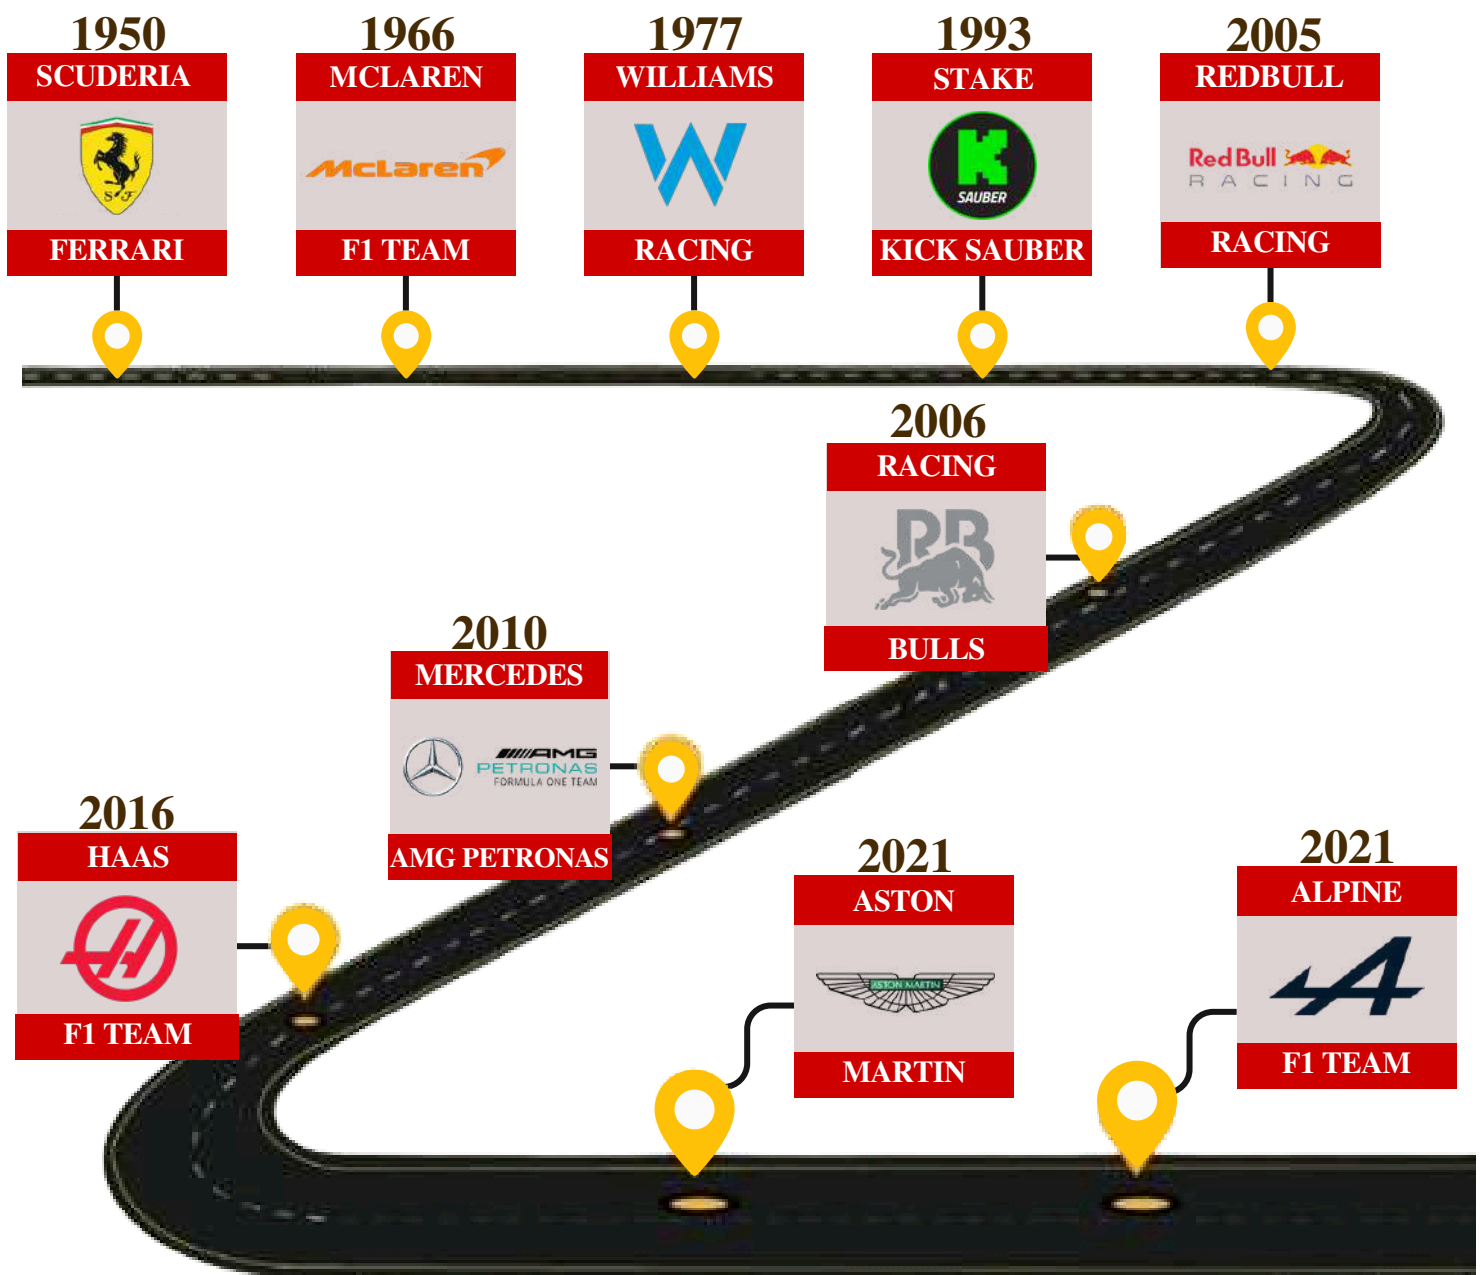 1950
SCUDERIA
S F
FERRARI
1966
MCLAREN
McLaren
F1 TEAM
1977
WILLIAMS
W
RACING
1993
STAKE
K
SAUBER
KICK SAUBER
2005
REDBULL
Red Bull
RACING
RACING
2006
RACING
RB
BULLS
2010
MERCEDES
AMG
PETRONAS
FORMULA ONE TEAM
AMG PETRONAS
2016
HAAS
H
F1 TEAM
2021
ASTON
ASTON MARTIN
MARTIN
2021
ALPINE
A
F1 TEAM